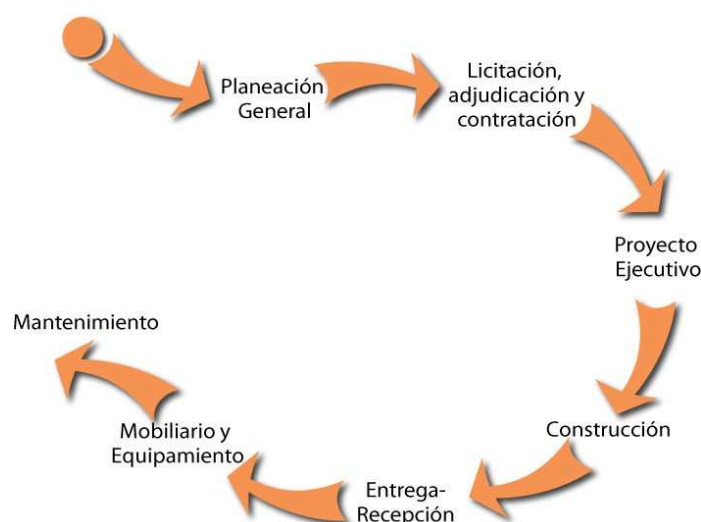 Planeación
General
Licitación,
adjudicación y
contratación
Proyecto
Ejecutivo
Construcción
Entrega-
Recepción
Mobiliario y
Equipamiento
Mantenimiento